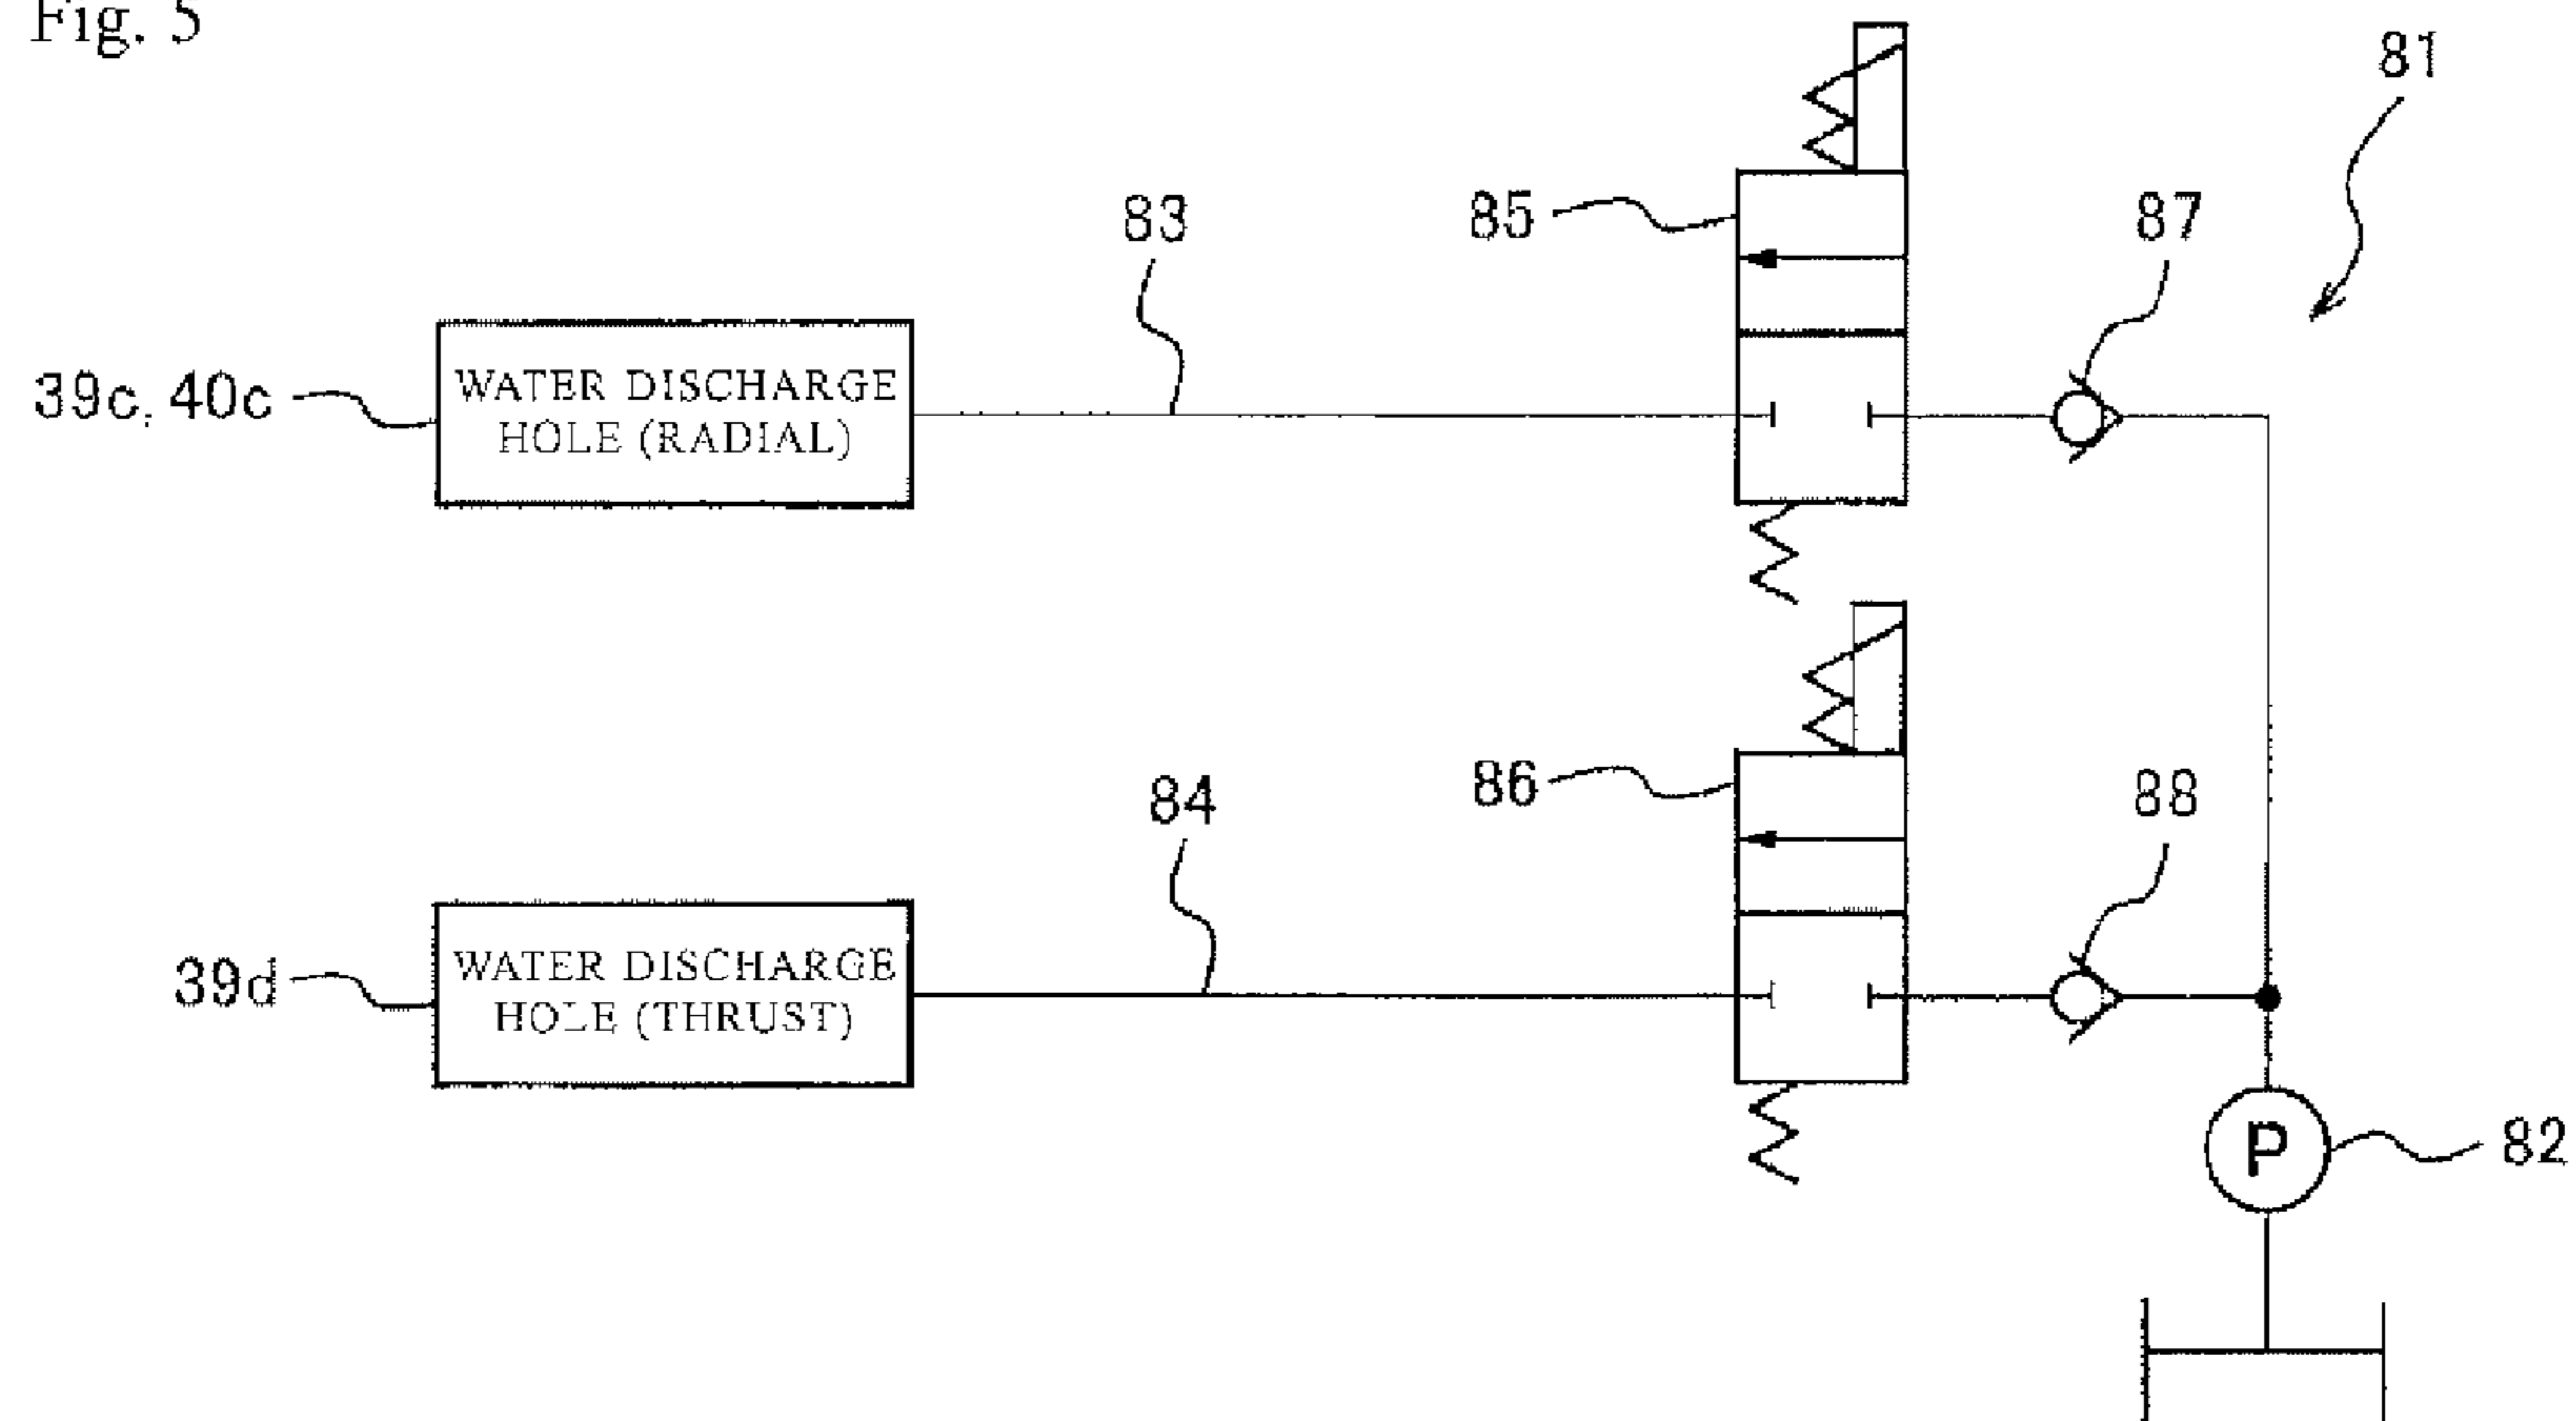 Fig. 5
81
83
85
87
39c, 40c
WATER DISCHARGE
HOLE (RADIAL)
84
86
88
39d
WATER DISCHARGE
HOLE (THRUST)
P
82